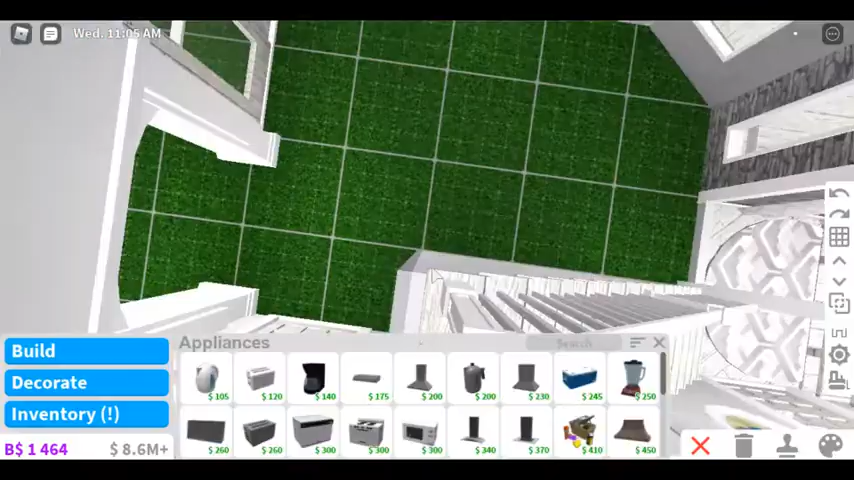 Wed. 11:05 AM
Appliances
Search
Build
Decorate
Inventory (!)
B$ 1 464
$ 8.6M+
$ 105
$ 120
$ 140
$ 175
$ 200
$ 200
$ 230
$ 245
$ 250
$ 260
$ 260
$ 300
$ 300
$ 300
$ 340
$ 370
$ 410
$ 450